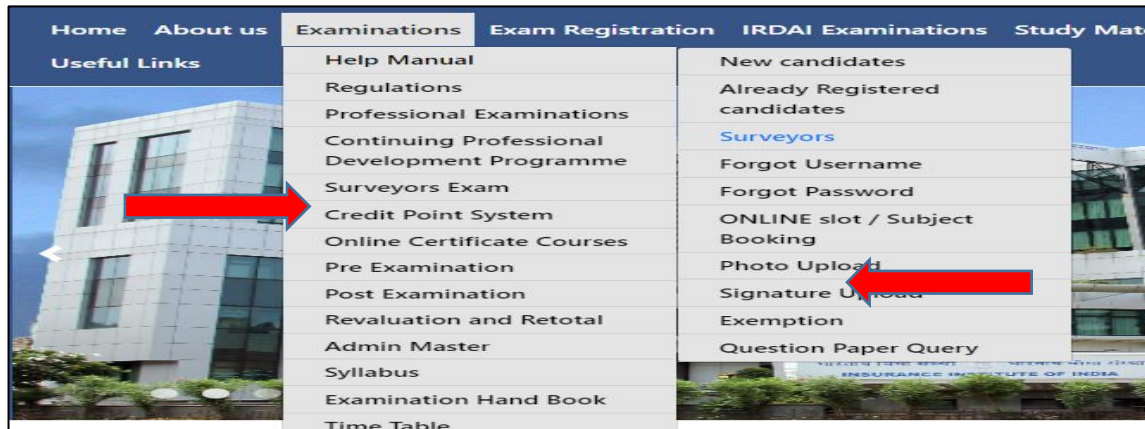 Home About us Examinations Exam Registration IRDAI Examinations Study Mat
Useful Links
Help Manual
Regulations
Professional Examinations
Continuing Professional
Development Programme
Surveyors Exam
Credit Point System
Online Certificate Courses
Pre Examination
Post Examination
Revaluation and Retotal
Admin Master
Syllabus
Examination Hand Book
Time Table
New candidates
Already Registered
candidates
Surveyors
Forgot Username
Forgot Password
ONLINE slot / Subject
Booking
Photo Upload
Signature Upload
Exemption
Question Paper Query
INSURANCE INSTITUTE OF INDIA